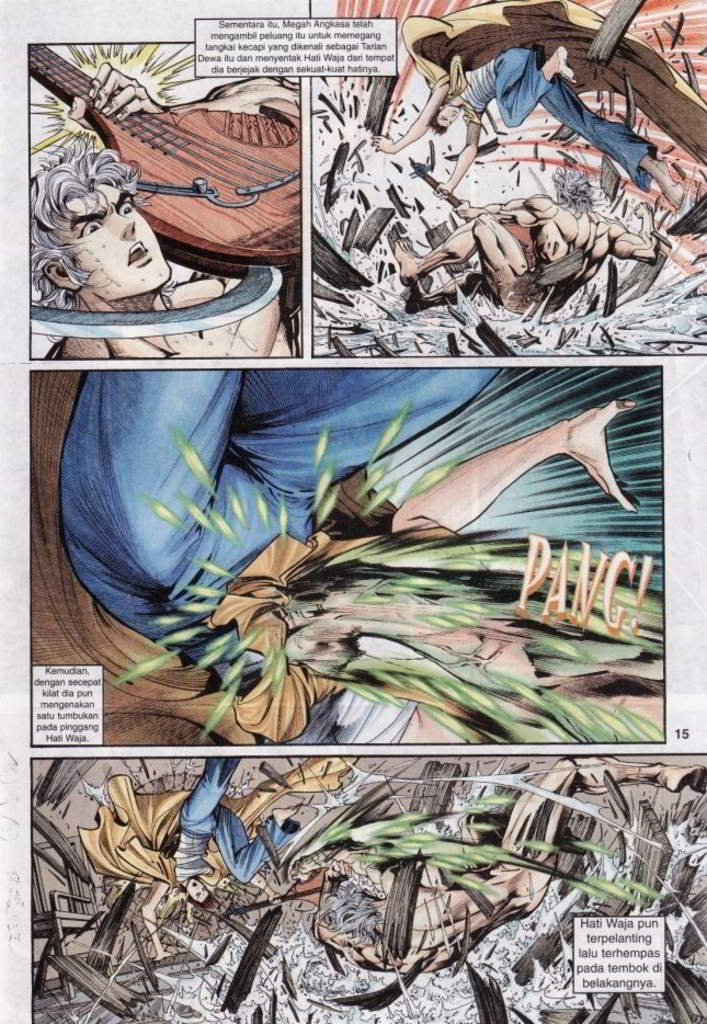 Sementara itu, Megah Angkasa telah
mengambil peluang itu untuk memegang
tangkai kecapi yang dikenali sebagai Tarian
Dewa itu dan menyentak Hati Waja dari tempat
dia berjejak dengan sekuat-kuat hatinya.
PANG!
Kemudian,
dengan secepat
kilat dia pun
mengenakan
satu tumbukan
pada pinggang
Hati Waja.
15
Hati Waja pun
terpelanting
lalu terhempas
pada tembok di
belakangnya.